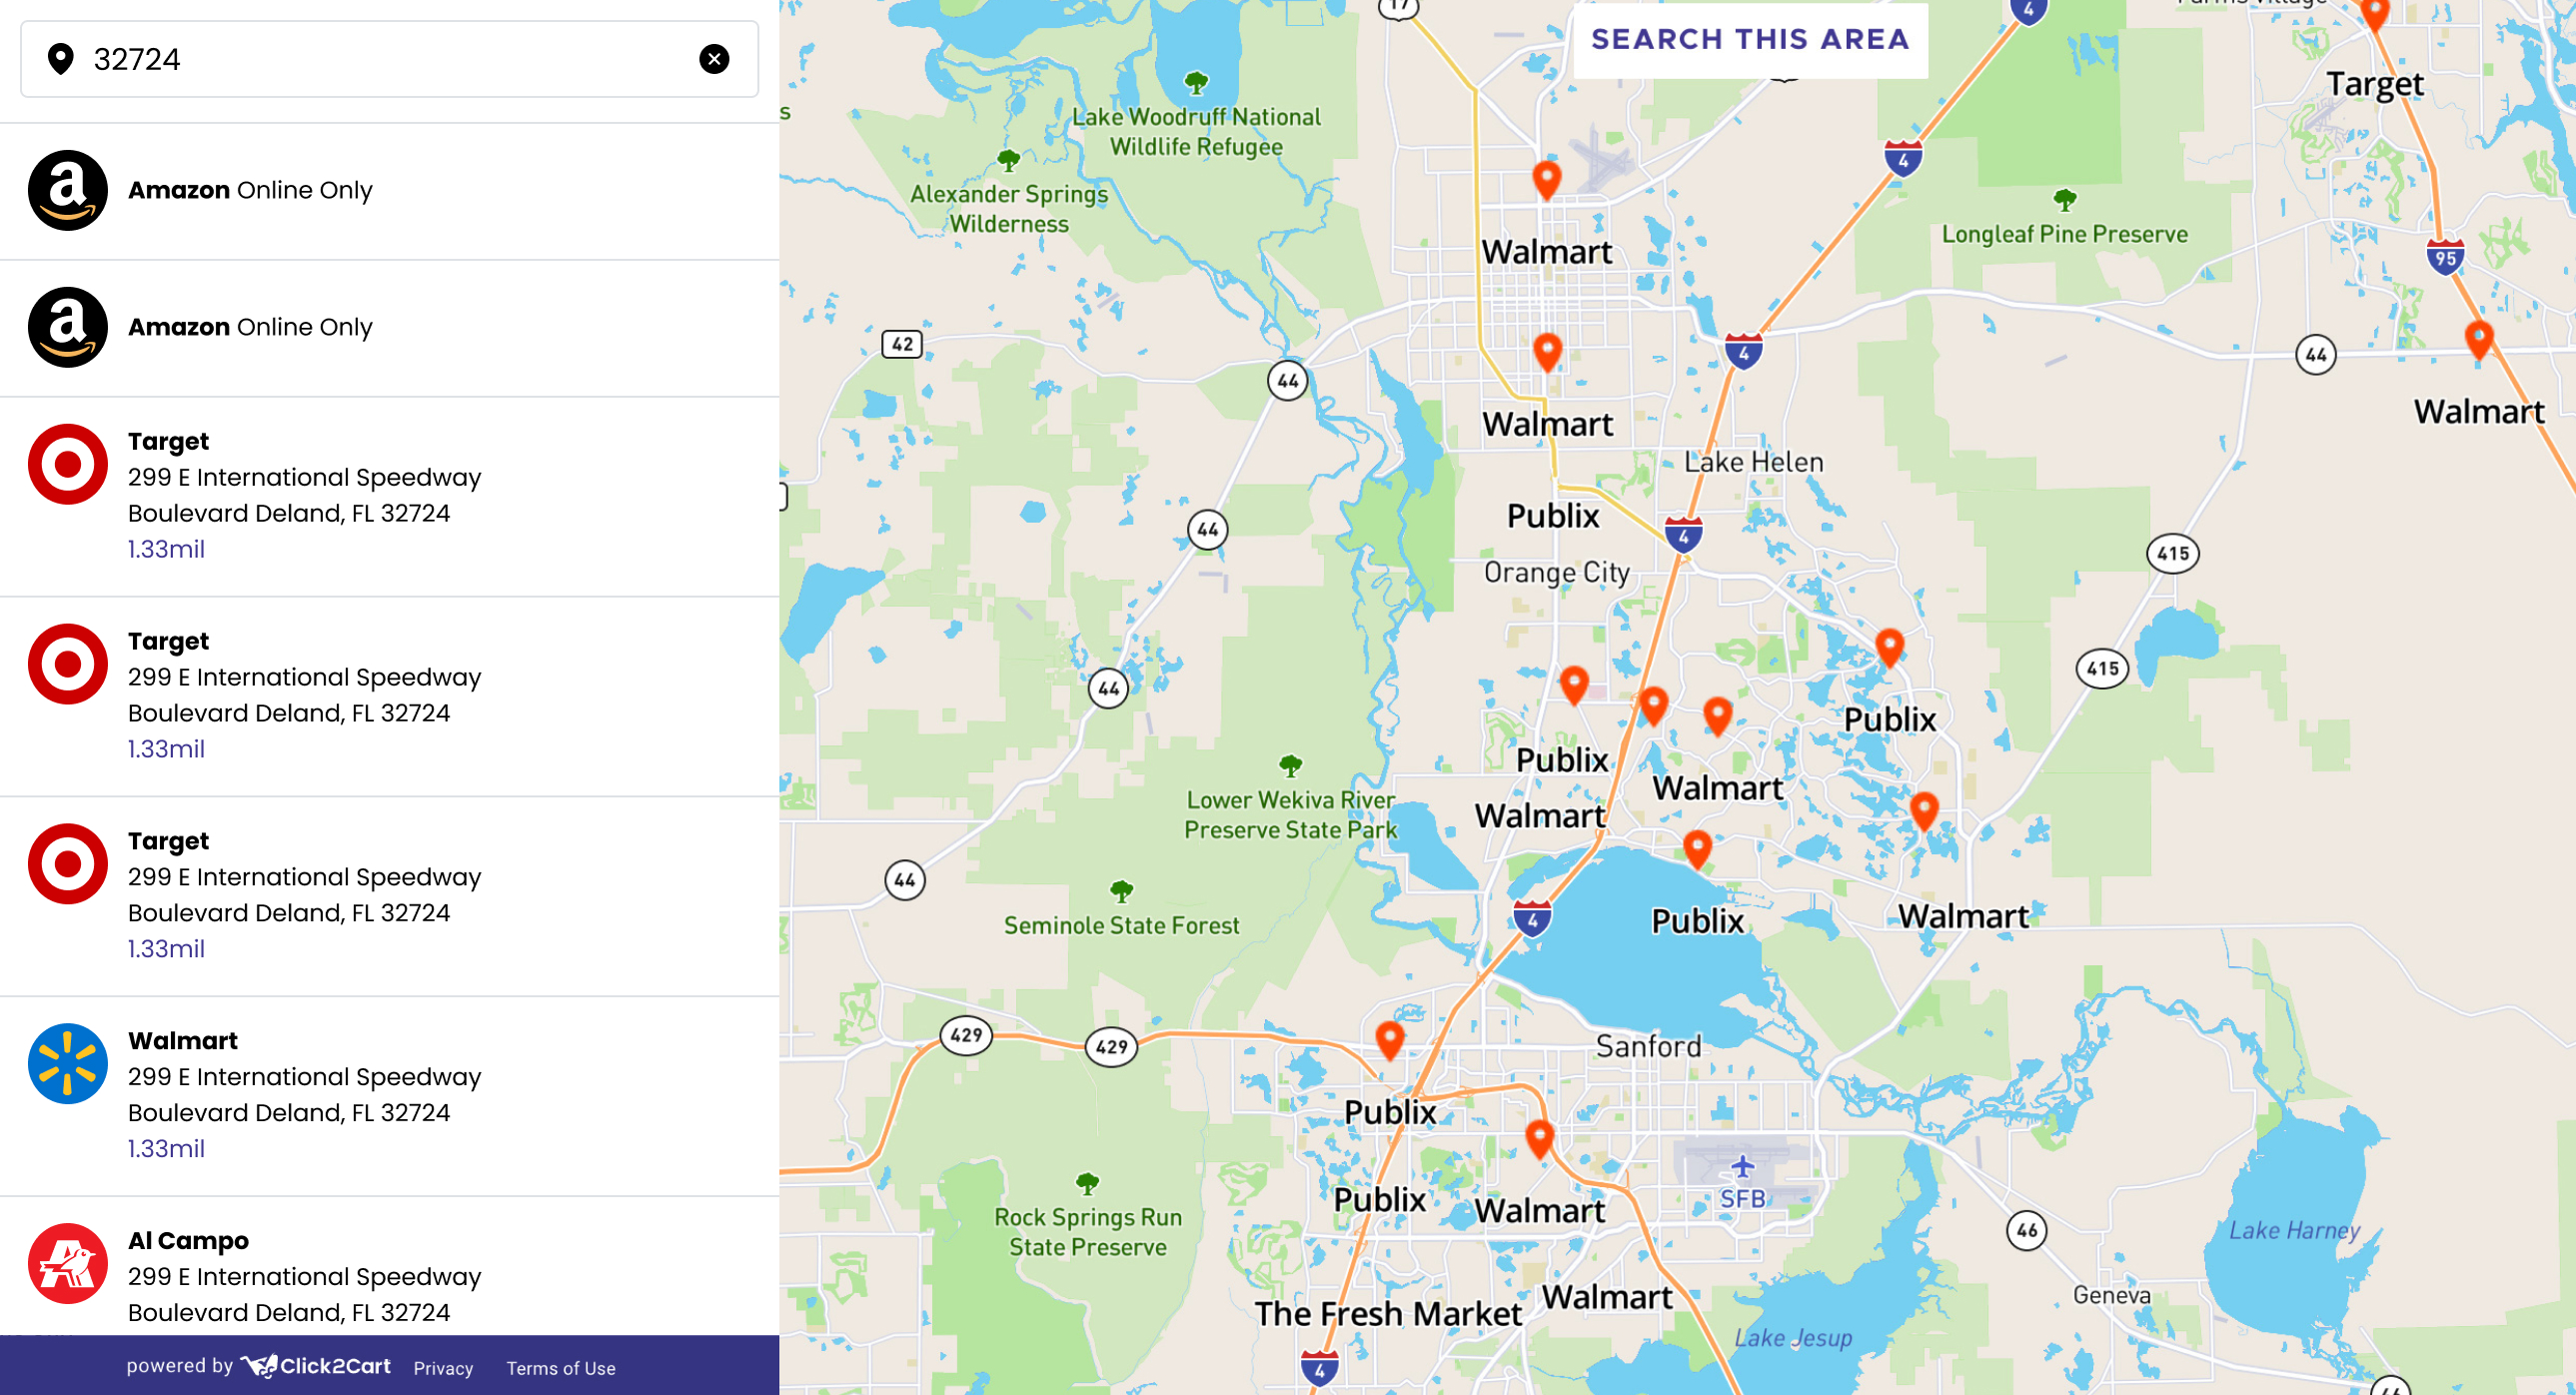 32724
Amazon Online Only
Amazon Online Only
Target
299 E International Speedway
Boulevard Deland, FL 32724
1.33mil
Target
299 E International Speedway
Boulevard Deland, FL 32724
1.33mil
Target
299 E International Speedway
Boulevard Deland, FL 32724
1.33mil
Walmart
299 E International Speedway
Boulevard Deland, FL 32724
1.33mil
Al Campo
299 E International Speedway
Boulevard Deland, FL 32724
powered by Click2Cart Privacy Terms of Use
17
SEARCH THIS AREA
4
Target
Lake Woodruff National
Wildlife Refugee
4
Alexander Springs
Wilderness
Longleaf Pine Preserve
Walmart
95
42
44
4
44
Walmart
Walmart
Lake Helen
Publix
44
4
415
Orange City
44
415
Publix
Publix
Walmart
Lower Wekiva River
Preserve State Park
Walmart
44
4
Publix
Walmart
Seminole State Forest
429
429
Sanford
Publix
SFB
Publix
Walmart
Rock Springs Run
State Preserve
46
Lake Harney
Geneva
The Fresh Market
Walmart
Lake Jesup
4
46